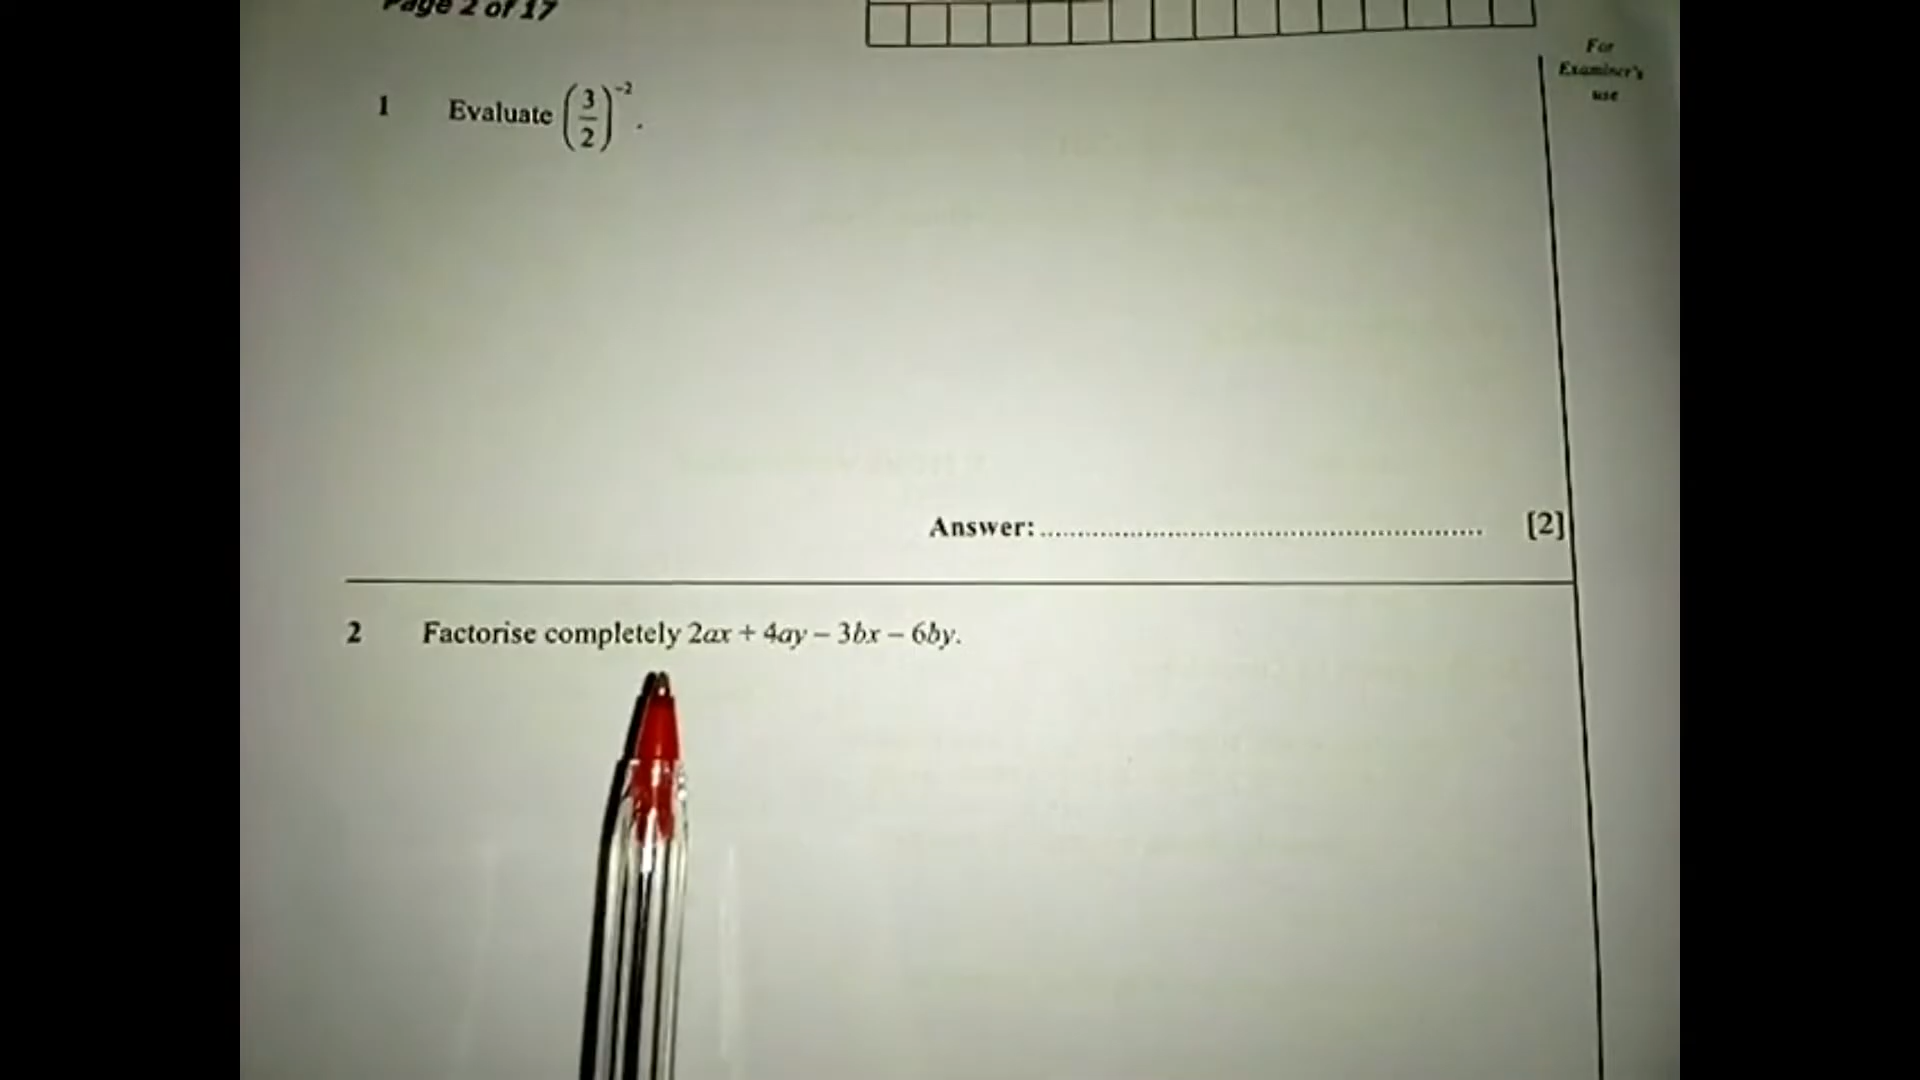 Page 2 of 17
For
Examiner's
use
1 Evaluate (3/2)^-2.
Answer:.......................................................... [2]
2 Factorise completely 2ax + 4ay – 3bx – 6by.